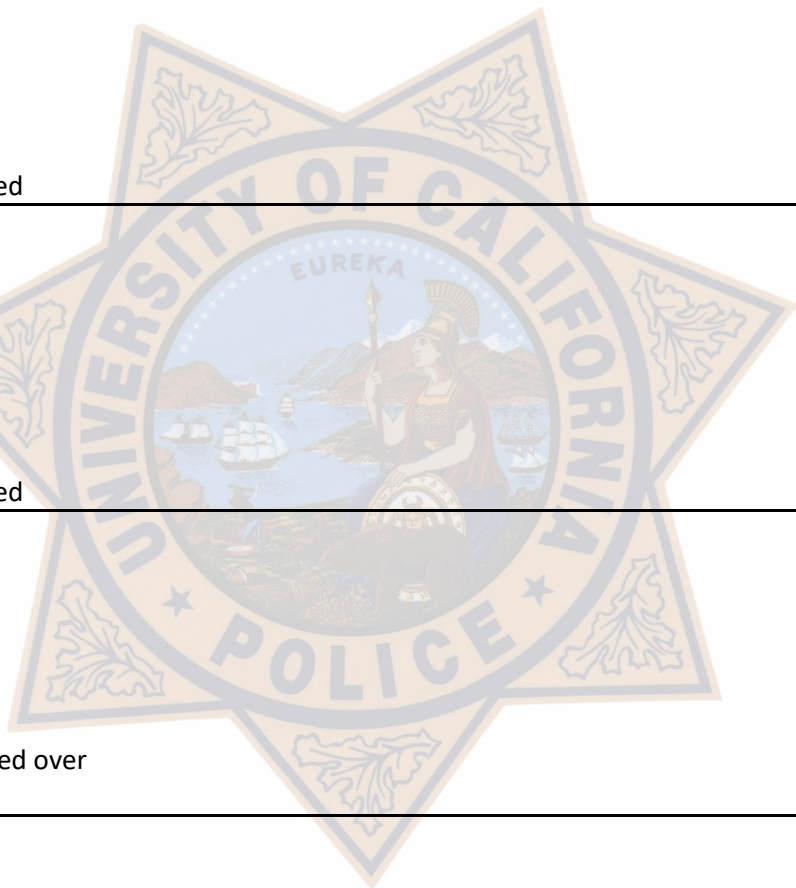 ed
UNIVERSITY OF CALIFORNIA
EUREKA
ed
POLICE
ed over